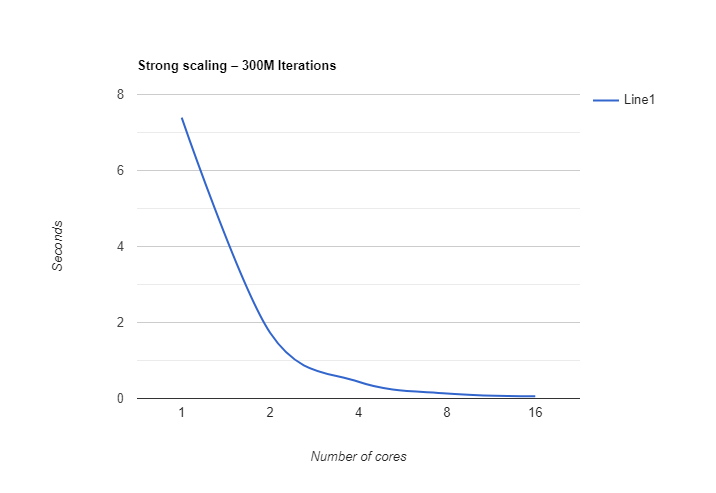 Strong scaling – 300M Iterations
Line1
8
6
4
2
0
Seconds
1 2 4 8 16
Number of cores